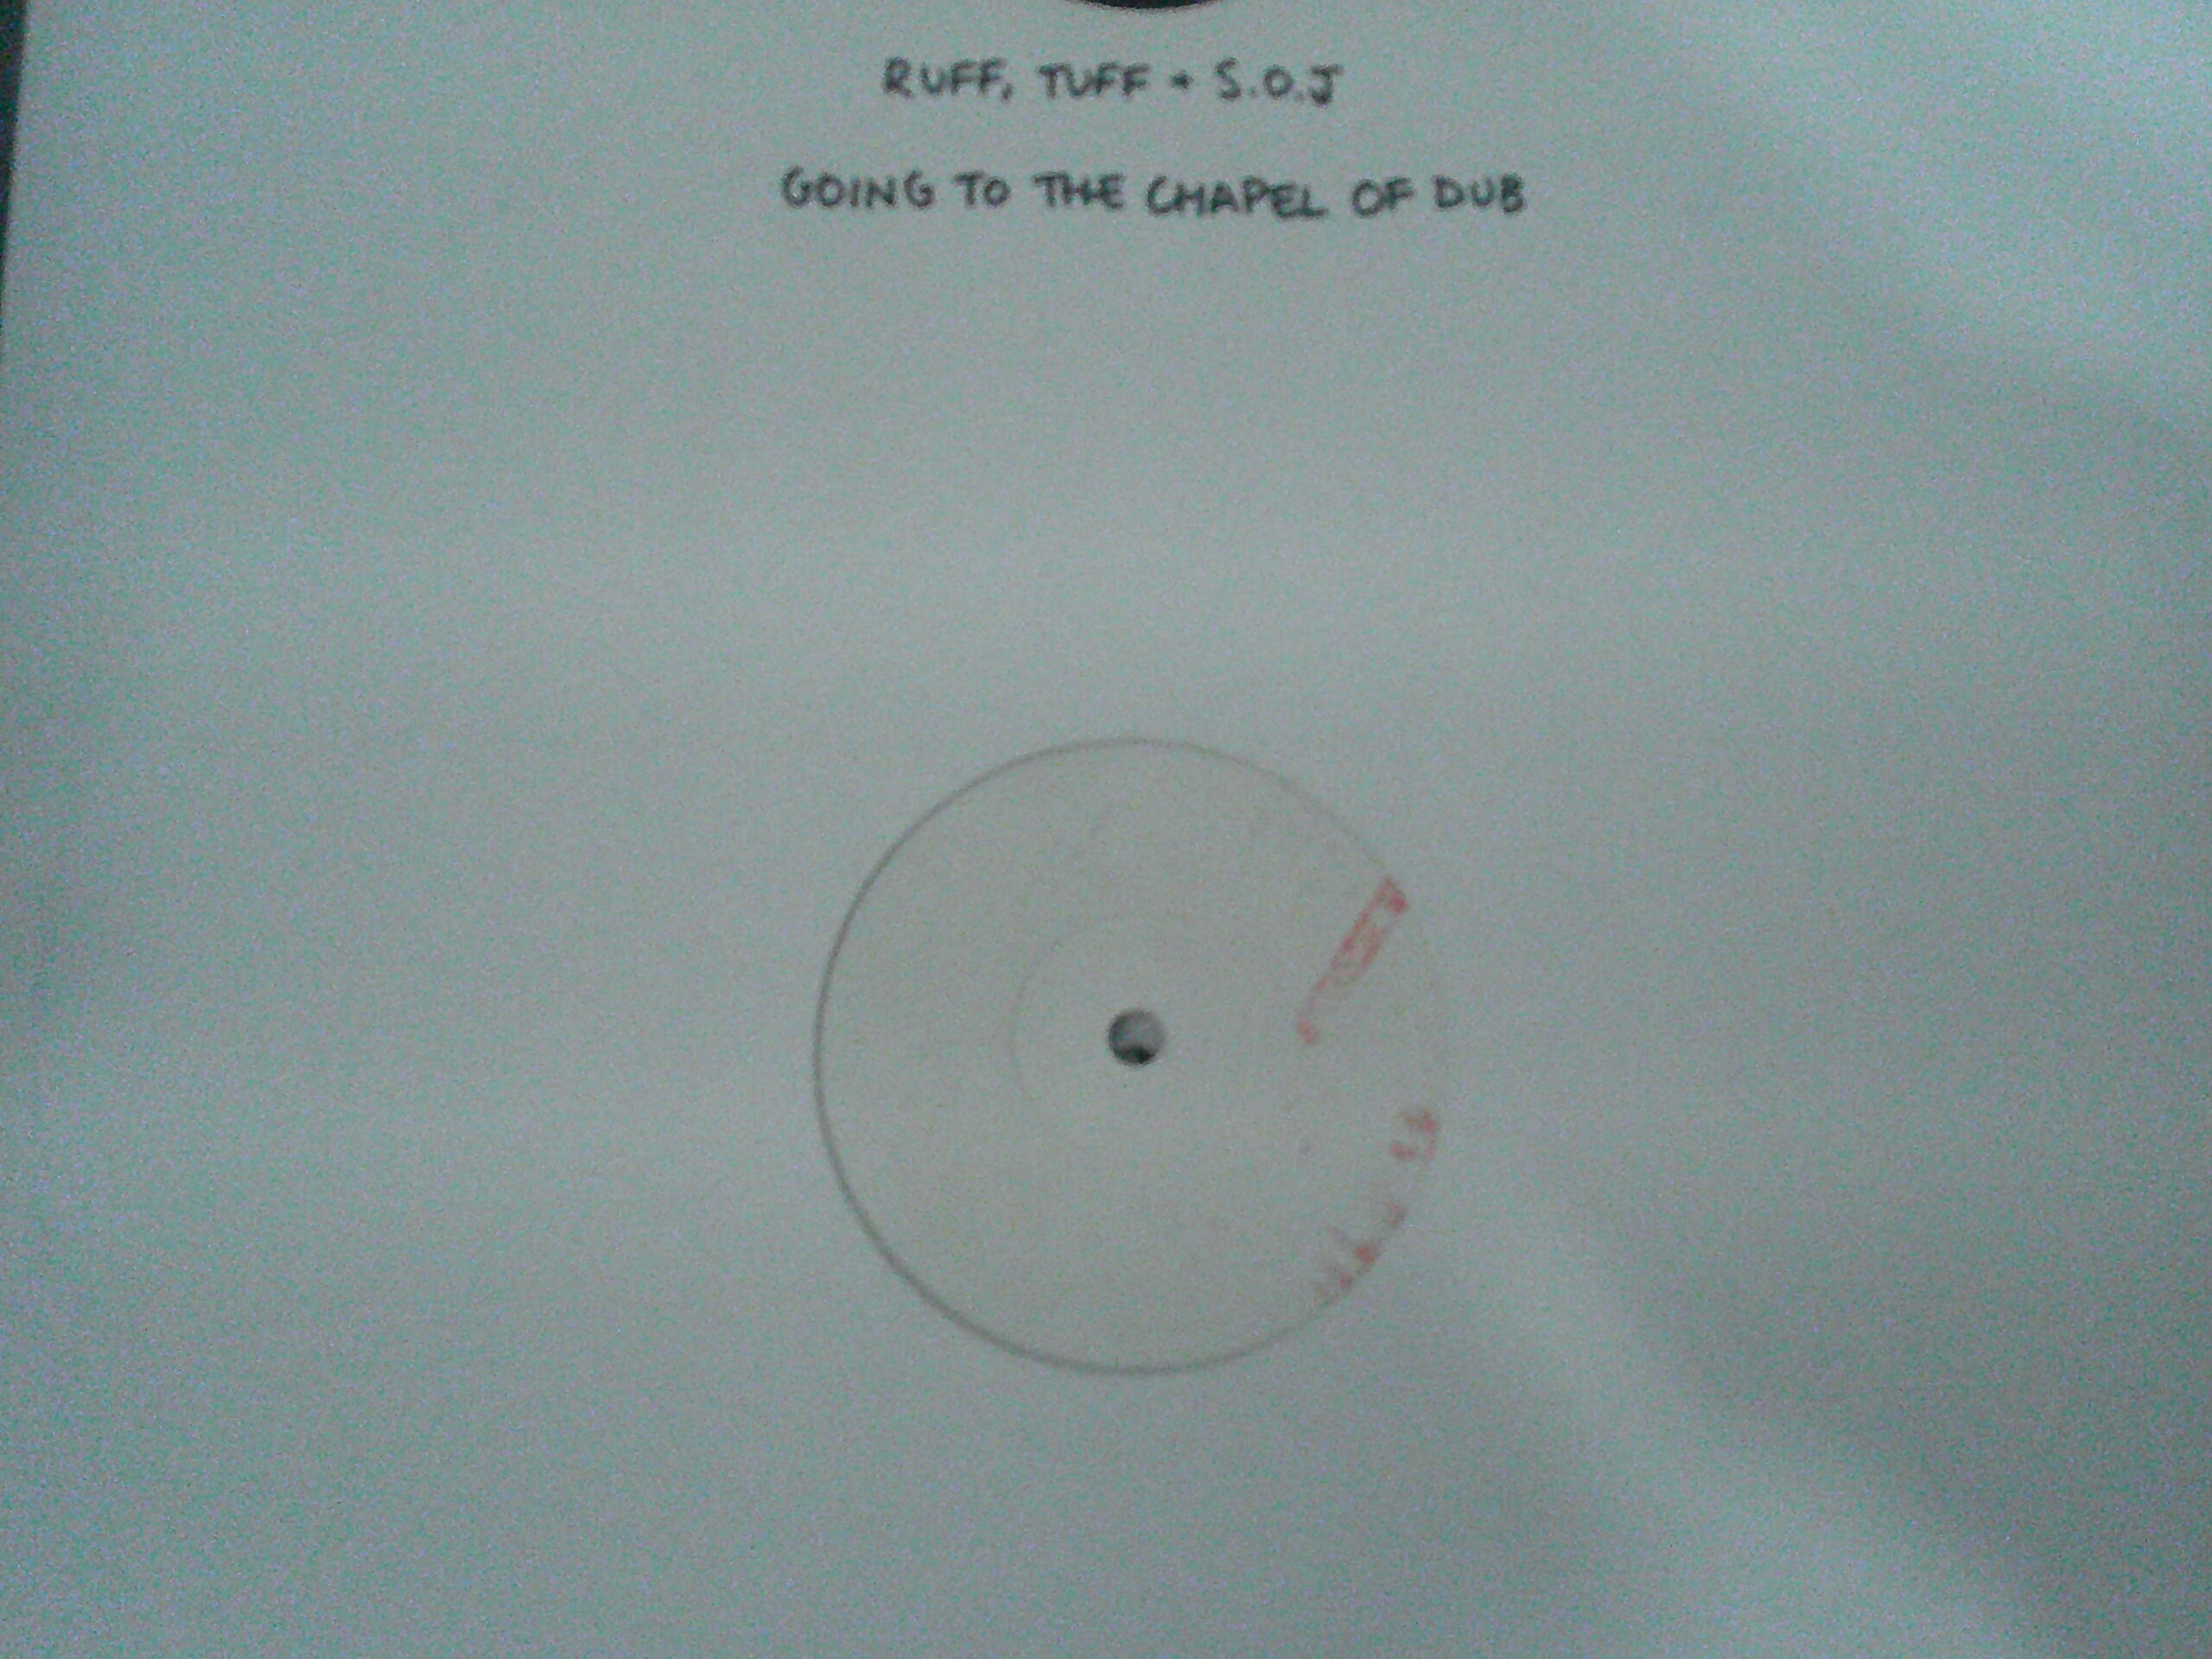 RUFF, TUFF + S.O.J
GOING TO THE CHAPEL OF DUB